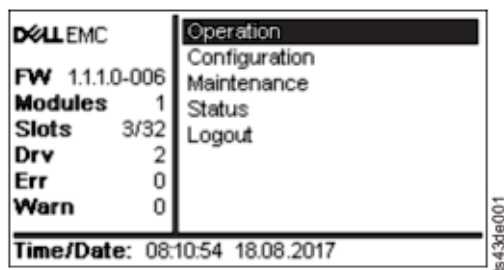 DELL EMC
FW 1.1.1.0-006
Modules 1
Slots 3/32
Drv 2
Err 0
Warn 0
Operation
Configuration
Maintenance
Status
Logout
Time/Date: 08:10:54 18.08.2017